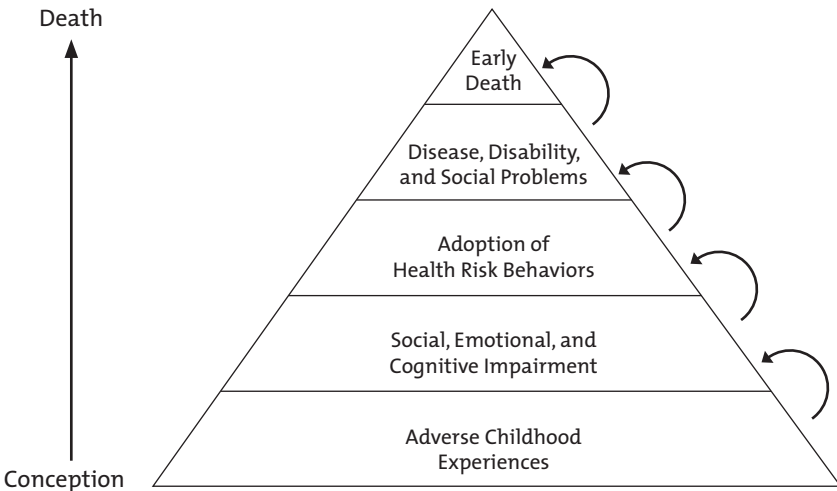 Death
Early
Death
Disease, Disability,
and Social Problems
Adoption of
Health Risk Behaviors
Social, Emotional, and
Cognitive Impairment
Adverse Childhood
Experiences
Conception